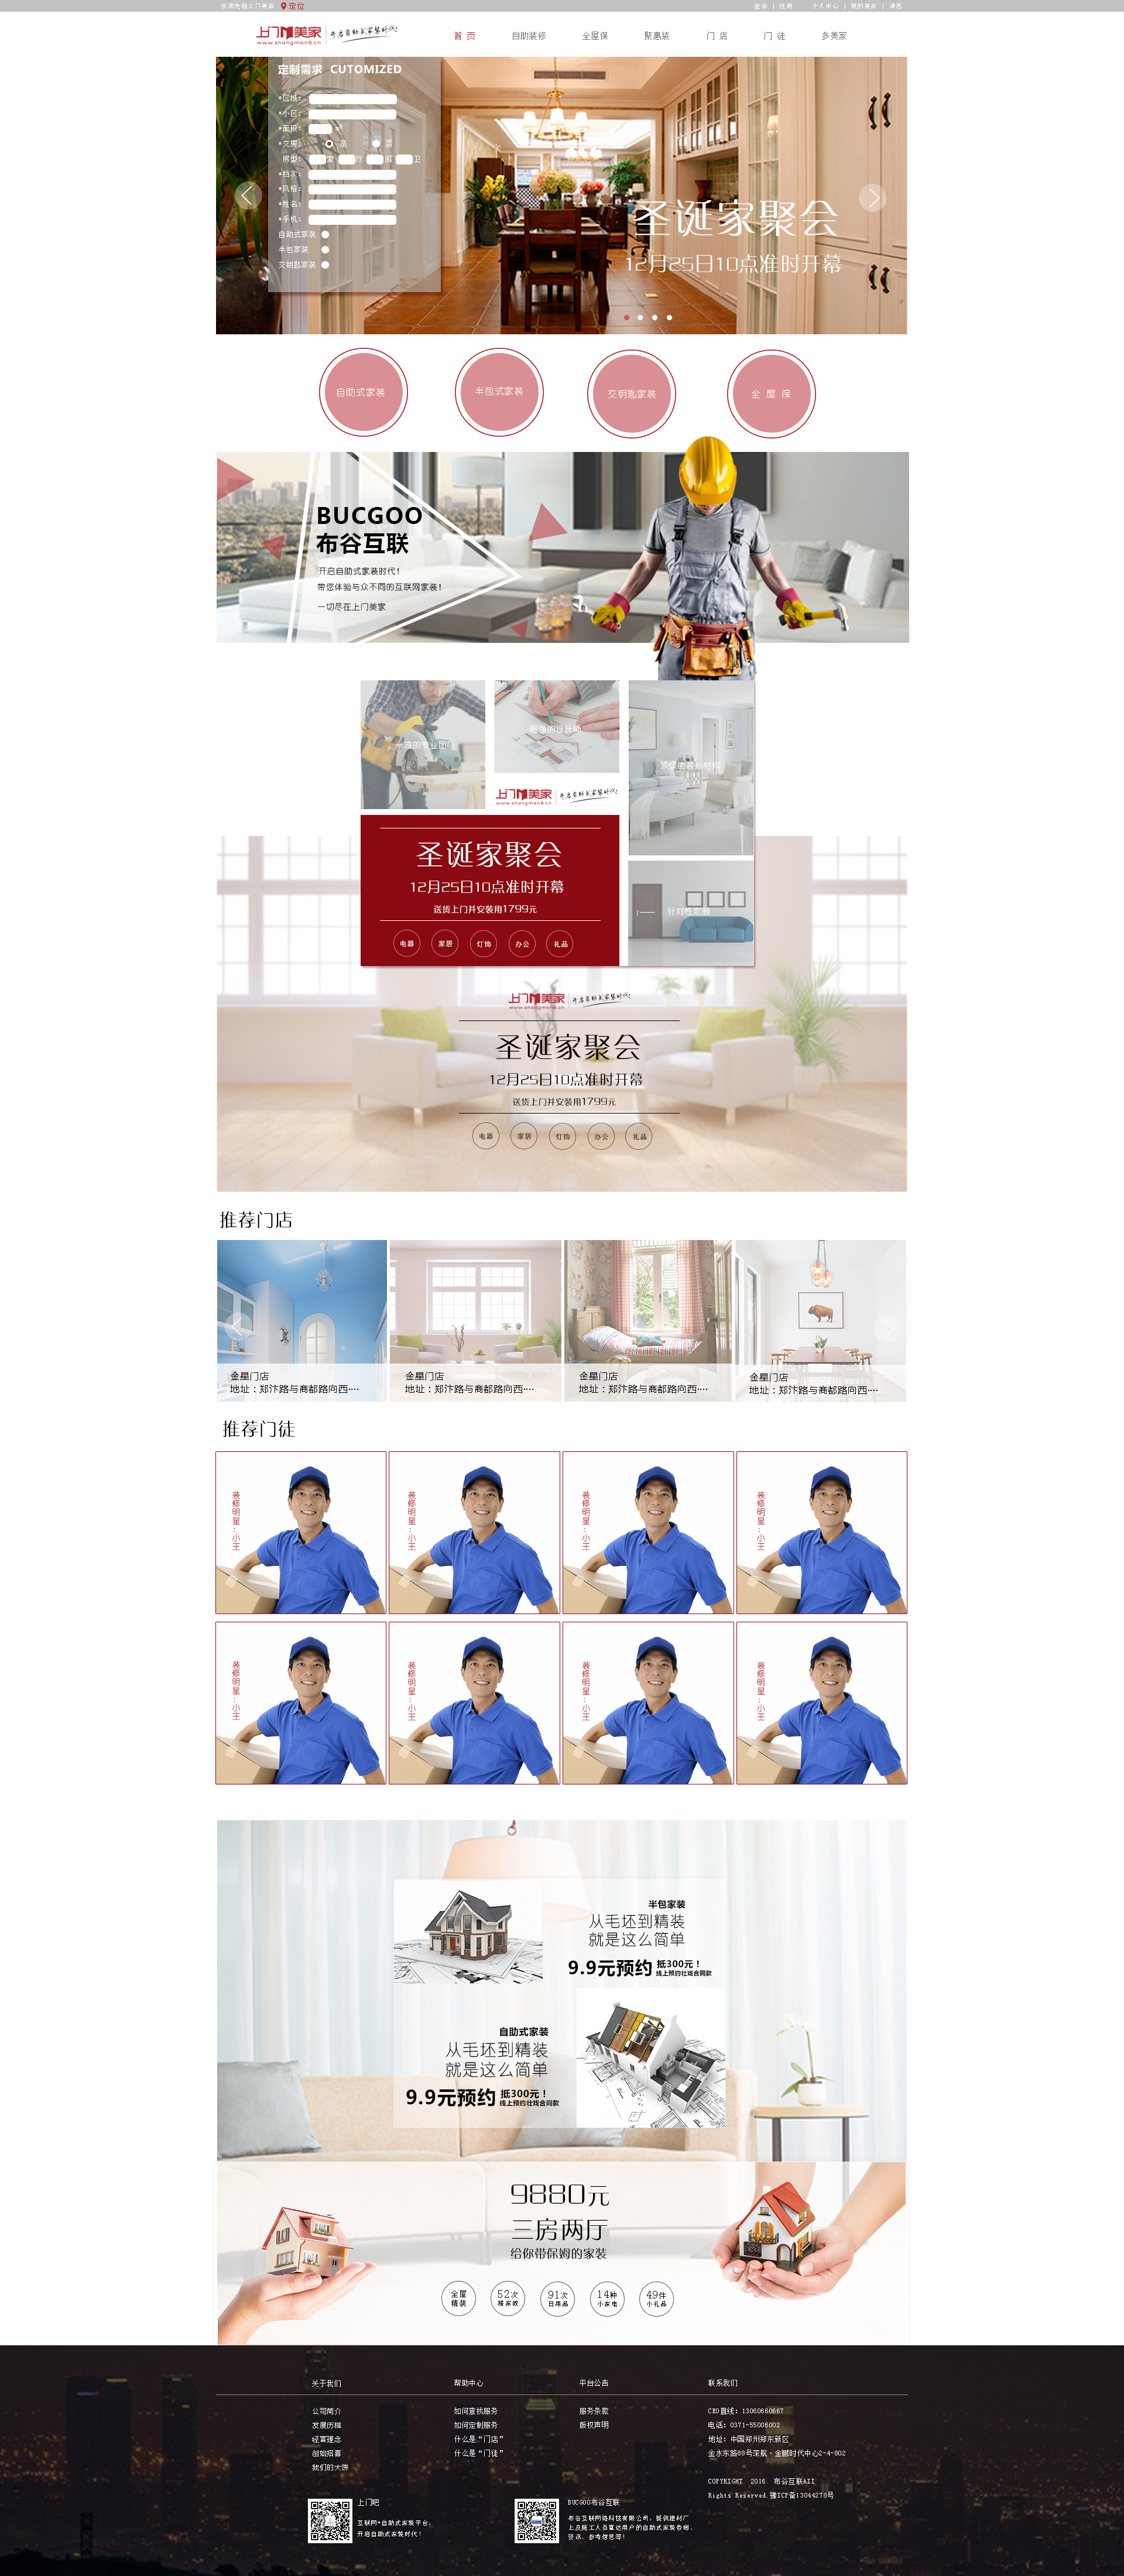 欢迎光临上门美家 定位
登录 | 注册 个人中心 | 我的美家 | 消息
上门美家 开启自助式家装时代!
www.shangmen8.cn
首 页 自助装修 全屋保 聚惠装 门 店 门 徒 多美家
定制需求 CUTOMIZED
*区域:
*小区:
*面积: m²
*交房: 是 否
房型: 室 厅 厨 卫
*档次:
*风格:
*姓名:
*手机:
自助式家装
半包家装
交钥匙家装
圣诞家聚会
12月25日10点准时开幕
自助式家装 半包式家装 交钥匙家装 全 屋 保
BUCGOO
布谷互联
开启自助式家装时代!
带您体验与众不同的互联网家装!
一切尽在上门美家
一流的专业团队
超强的设计师
顶级的装修材料
上门美家 开启自助式家装时代!
www.shangmen8.cn
圣诞家聚会
12月25日10点准时开幕
送货上门并安装用1799元
电器 家居 灯饰 办公 礼品
针对性定制
上门美家 开启自助式家装时代!
www.shangmen8.cn
圣诞家聚会
12月25日10点准时开幕
送货上门并安装用1799元
电器 家居 灯饰 办公 礼品
推荐门店
金星门店
地址:郑汴路与商都路向西····
金星门店
地址:郑汴路与商都路向西····
金星门店
地址:郑汴路与商都路向西····
金星门店
地址:郑汴路与商都路向西····
推荐门徒
装修明星:小王
装修明星:小王
装修明星:小王
装修明星:小王
装修明星:小王
装修明星:小王
装修明星:小王
装修明星:小王
半包家装
从毛坯到精装
就是这么简单
9.9元预约 抵300元!
线上预约壮戏合同款
自助式家装
从毛坯到精装
就是这么简单
9.9元预约 抵300元!
线上预约壮戏合同款
9880元
三房两厅
给你带保姆的家装
全屋
精装
52次
91次
日用品
14种
小家电
49件
小礼品
关于我们 帮助中心 平台公告 联系我们
公司简介 如何查找服务 服务条款 CEO直线: 13060660667
发展历程 如何定制服务 版权声明 电话: 0371-55006002
经营理念 什么是“门店” 地址: 中国郑州郑东新区
创始招募 什么是“门徒” 金水东路88号深航·金鹏时代中心2-4-802
我们的大饼
COPYRIGHT 2016. 布谷互联AII
Rights Reserved.豫ICP备13044278号
上门吧
互联网+自助式家装平台,
开启自助式家装时代!
BUCGOO布谷互联
布谷互联网络科技有限公司, 提供建材厂
上及施工人员直达用户的自助式家装咨询,
资讯、参考信息等!